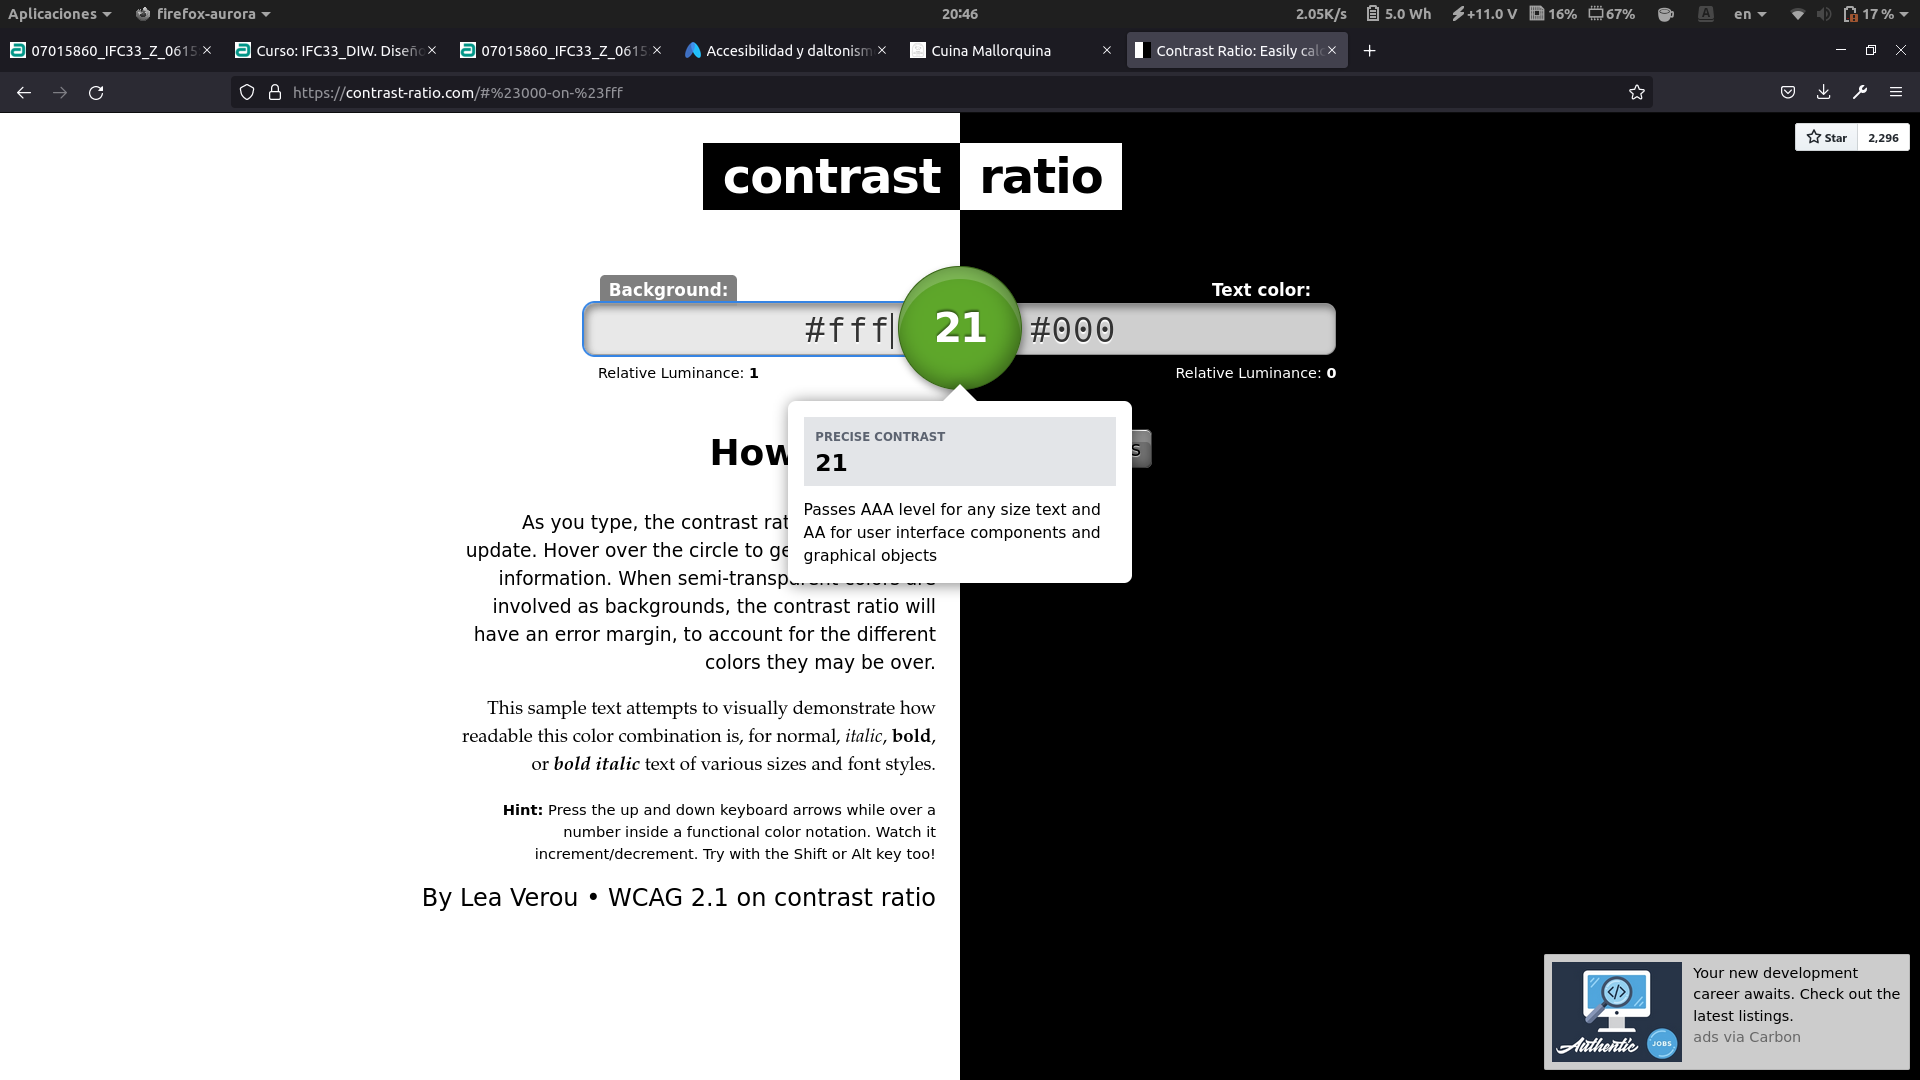 Aplicaciones
firefox-aurora
20:46
2.05K/s
5.0 Wh
+11.0 V
16%
67%
A
en
17 %
07015860_IFC33_Z_0615
Curso: IFC33_DIW. Diseño
07015860_IFC33_Z_0615
Accesibilidad y daltonism
Cuina Mallorquina
Contrast Ratio: Easily calc
https://contrast-ratio.com/#%23000-on-%23fff
Star
2,296
contrast ratio
Background:
Text color:
#fff
21
#000
Relative Luminance: 1
Relative Luminance: 0
PRECISE CONTRAST
21
Passes AAA level for any size text and
AA for user interface components and
graphical objects
How
s
As you type, the contrast rat
update. Hover over the circle to ge
information. When semi-transparent colors are
involved as backgrounds, the contrast ratio will
have an error margin, to account for the different
colors they may be over.
This sample text attempts to visually demonstrate how
readable this color combination is, for normal, italic, bold,
or bold italic text of various sizes and font styles.
Hint: Press the up and down keyboard arrows while over a
number inside a functional color notation. Watch it
increment/decrement. Try with the Shift or Alt key too!
By Lea Verou • WCAG 2.1 on contrast ratio
Your new development
career awaits. Check out the
latest listings.
ads via Carbon
</>
Authentic
JOBS